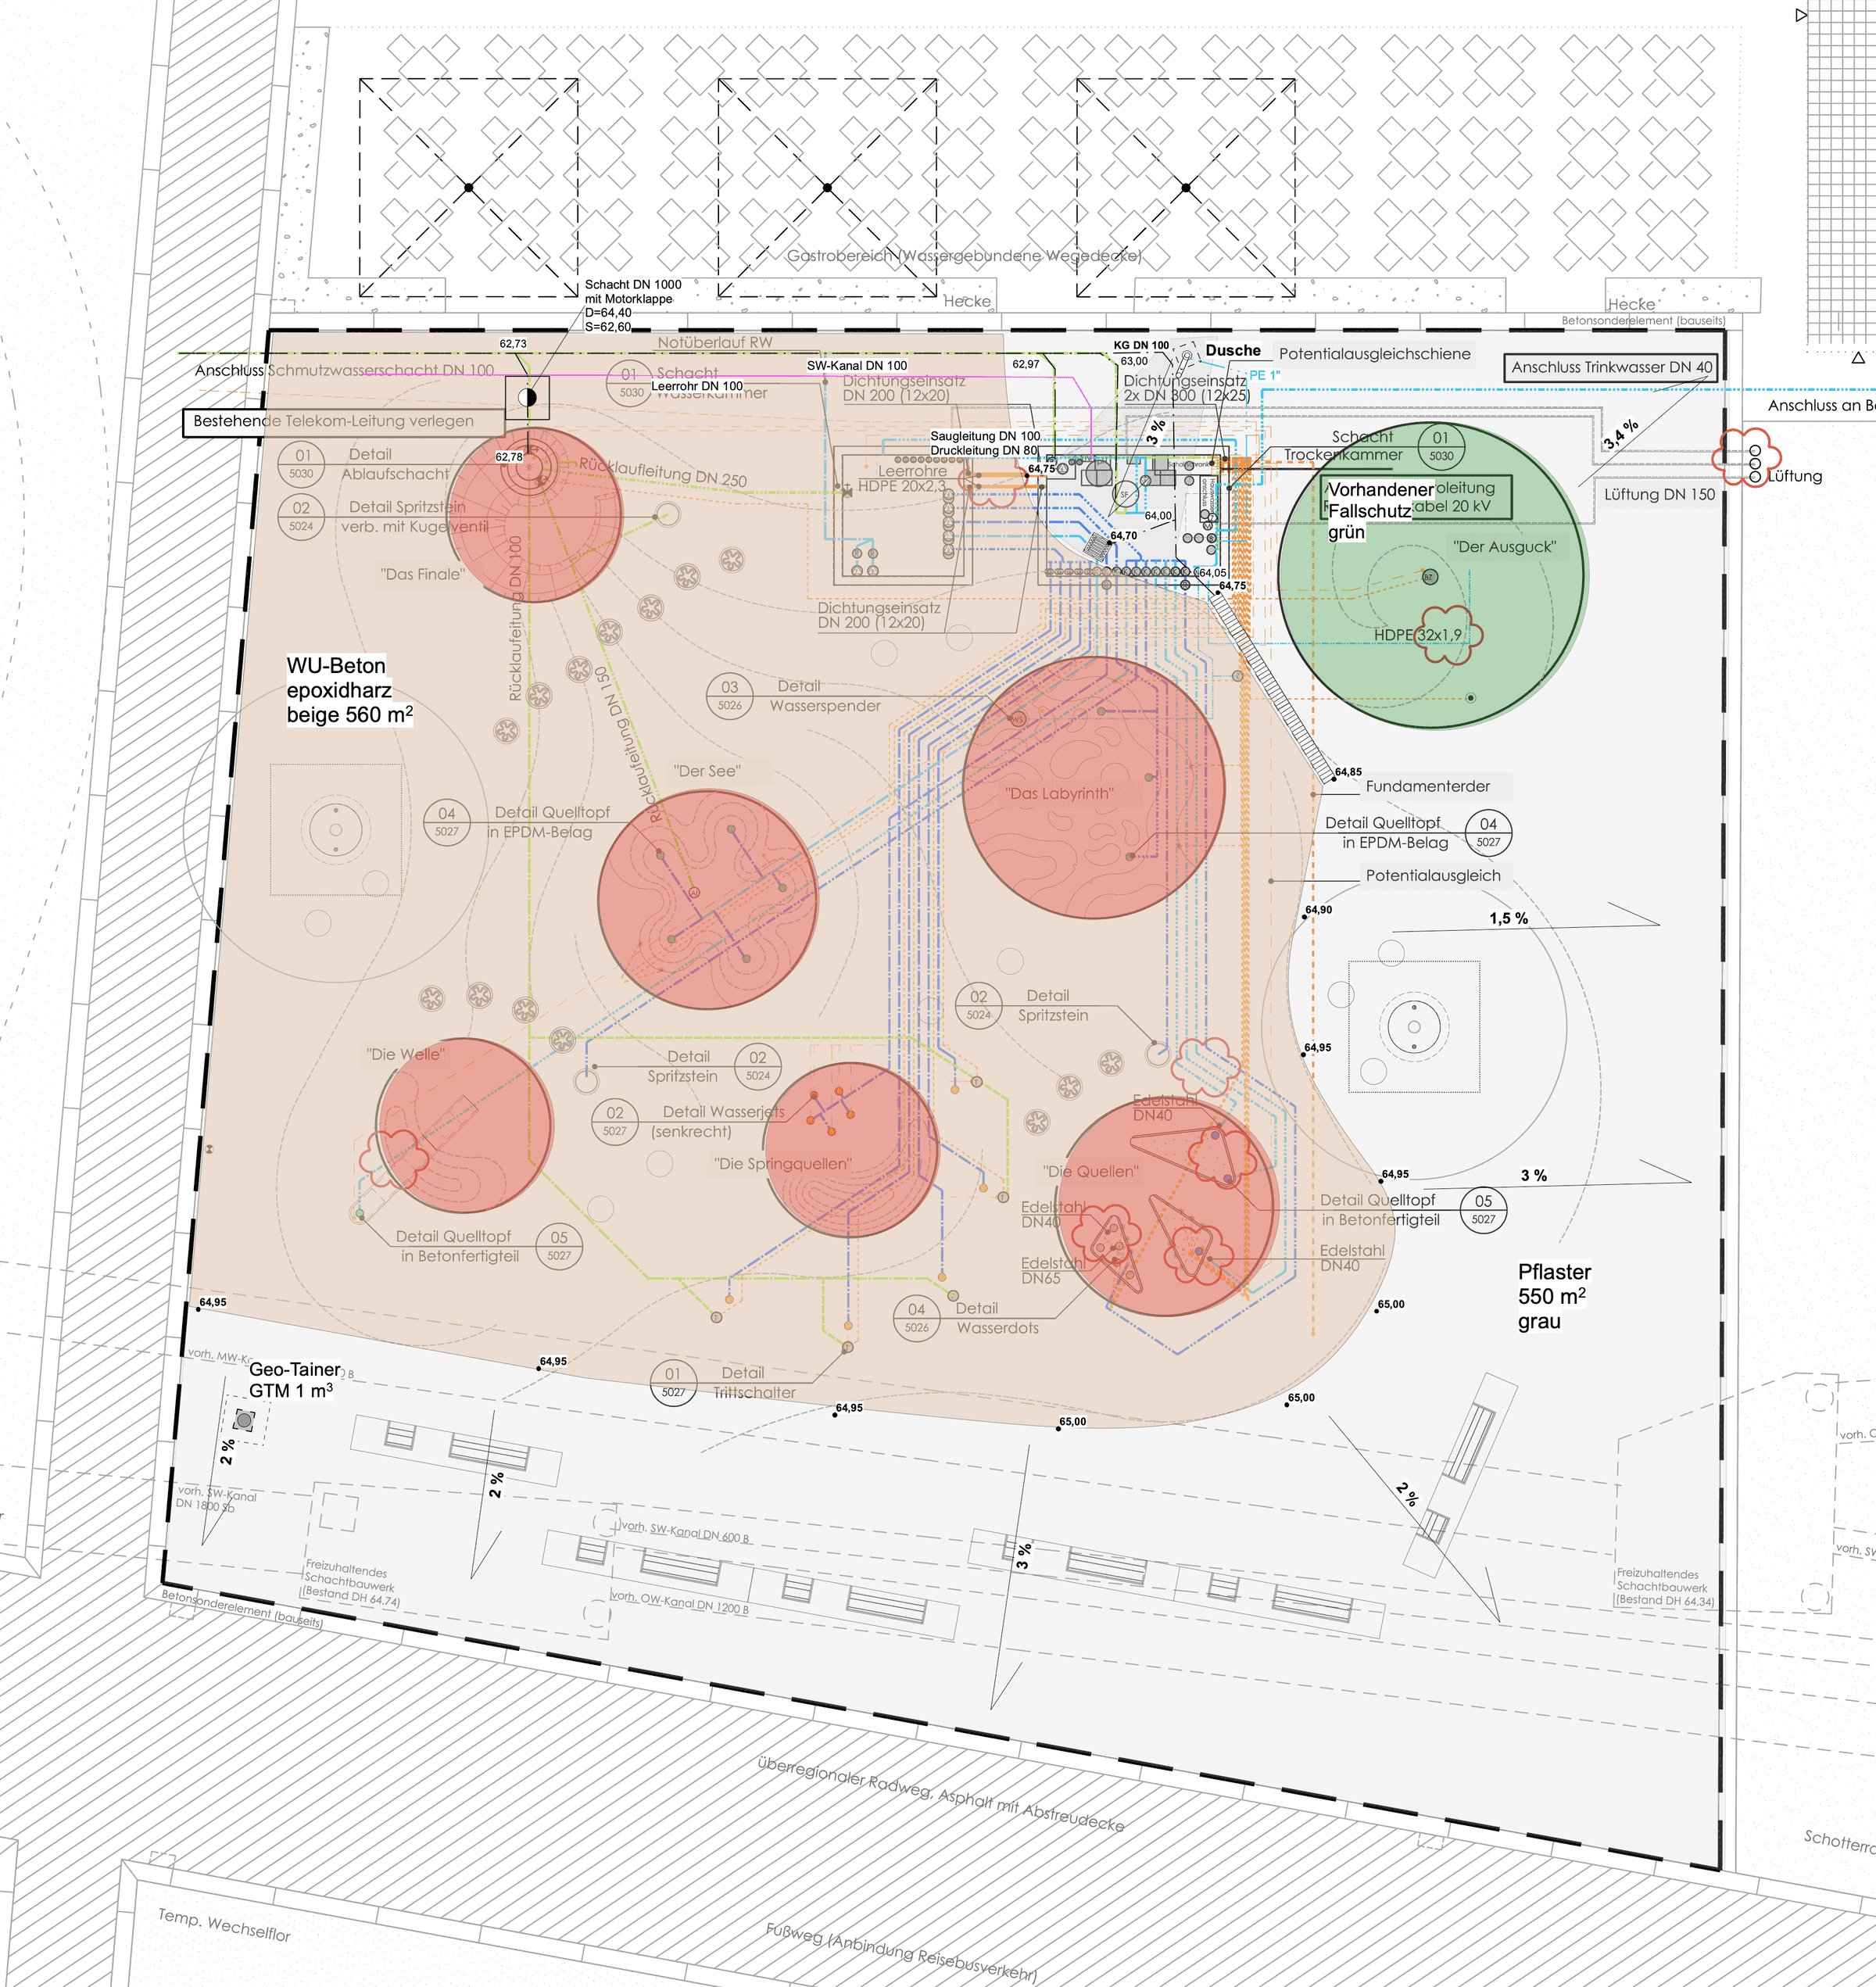 Gastrobereich (Wassergebundene Wegedecke)
Hecke
Hecke
Betonsonderelement (bauseits)
Schacht DN 1000
mit Motorklappe
D=64,40
S=62,60
62,73
Notüberlauf RW
SW-Kanal DN 100
62,97
KG DN 100
63,00
Dusche
Potentialausgleichschiene
Anschluss Trinkwasser DN 40
Anschluss Schmutzwasserschacht DN 100
01
5030
Schacht
Wasserkammer
Leerrohr DN 100
Dichtungseinsatz
DN 200 (12x20)
Dichtungseinsatz
2x DN 300 (12x25)
PE 1"
Anschluss an
Bestehende Telekom-Leitung verlegen
3 %
3,4 %
01
5030
Detail
Ablaufschacht
62,78
Rücklaufleitung DN 250
Saugleitung DN 100
Druckleitung DN 80
Leerrohre
HDPE 20x2,3
64,75
Schacht
Trockenkammer
01
5030
Lüftung
Lüftung DN 150
02
5024
Detail Spritzstein
verb. mit Kugelventil
SF
64,00
Vorhandener
Fallschutz
grün
oleitung
abel 20 kV
64,70
"Der Ausguck"
BZ
"Das Finale"
64,05
64,75
Dichtungseinsatz
DN 200 (12x20)
HDPE 32x1,9
Rücklaufleitung DN 100
Rücklaufleitung DN 150
WU-Beton
epoxidharz
beige 560 m²
03
5026
Detail
Wasserspender
WS
"Der See"
"Das Labyrinth"
64,85
Fundamenterder
04
5027
Detail Quelltopf
in EPDM-Belag
Detail Quelltopf
in EPDM-Belag
04
5027
Potentialausgleich
64,90
1,5 %
02
5024
Detail
Spritzstein
64,95
"Die Welle"
Detail
Spritzstein
02
5024
02
5027
Detail Wasserjets
(senkrecht)
Edelstahl
DN40
"Die Springquellen"
"Die Quellen"
64,95
3 %
Edelstahl
DN40
Detail Quelltopf
in Betonfertigteil
05
5027
Detail Quelltopf
in Betonfertigteil
05
5027
Edelstahl
DN65
Edelstahl
DN40
Pflaster
550 m²
grau
64,95
04
5026
Detail
Wasserdots
65,00
vorh. MW-K
0 B
Geo-Tainer
GTM 1 m³
64,95
01
5027
Detail
Trittschalter
64,95
65,00
65,00
2 %
2 %
3 %
2 %
vorh. SW-Kanal
DN 1800 Sb
vorh. SW-Kanal DN 600 B
Freizuhaltendes
Schachtbauwerk
(Bestand DH 64.74)
vorh. OW-Kanal DN 1200 B
Freizuhaltendes
Schachtbauwerk
(Bestand DH 64.34)
Betonsonderelement (bauseits)
überregionaler Radweg, Asphalt mit Abstreudecke
Temp. Wechselflor
Fußweg (Anbindung Reisebusverkehr)